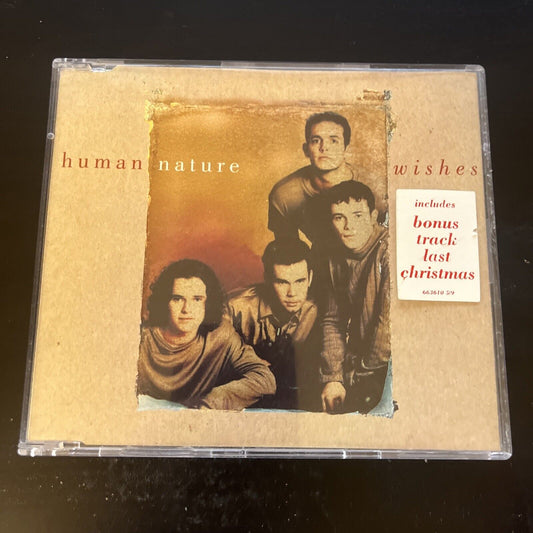 human nature wishes
includes
bonus
track
last
christmas
663610 5/9